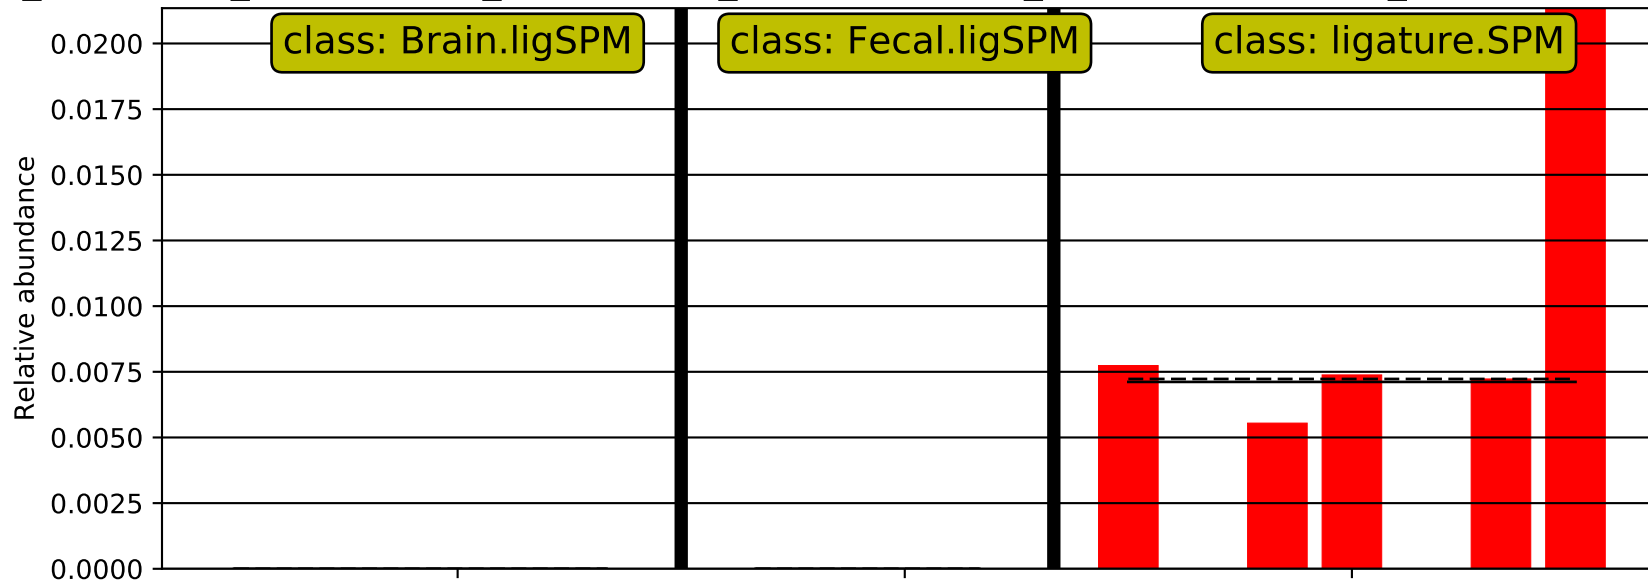 class: Brain.ligSPM
class: Fecal.ligSPM
class: ligature.SPM
Relative abundance
0.0200
0.0175
0.0150
0.0125
0.0100
0.0075
0.0050
0.0025
0.0000